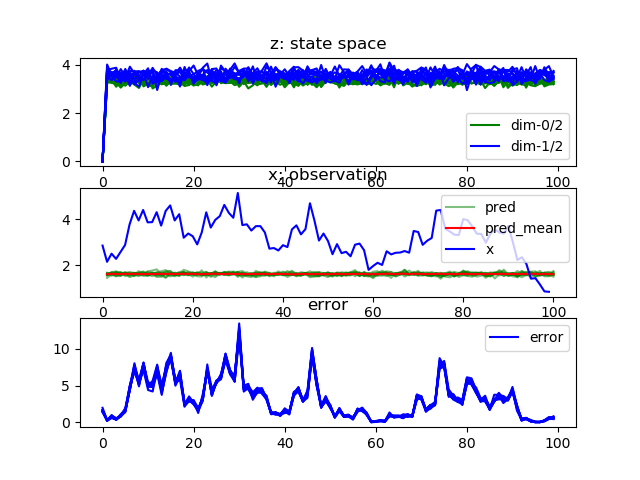 z: state space
4
2
0
dim-0/2
dim-1/2
0 20 40 60 80 100
x: observation
4
2
pred
pred_mean
x
0 20 40 60 80 100
error
10
5
0
error
0 20 40 60 80 100